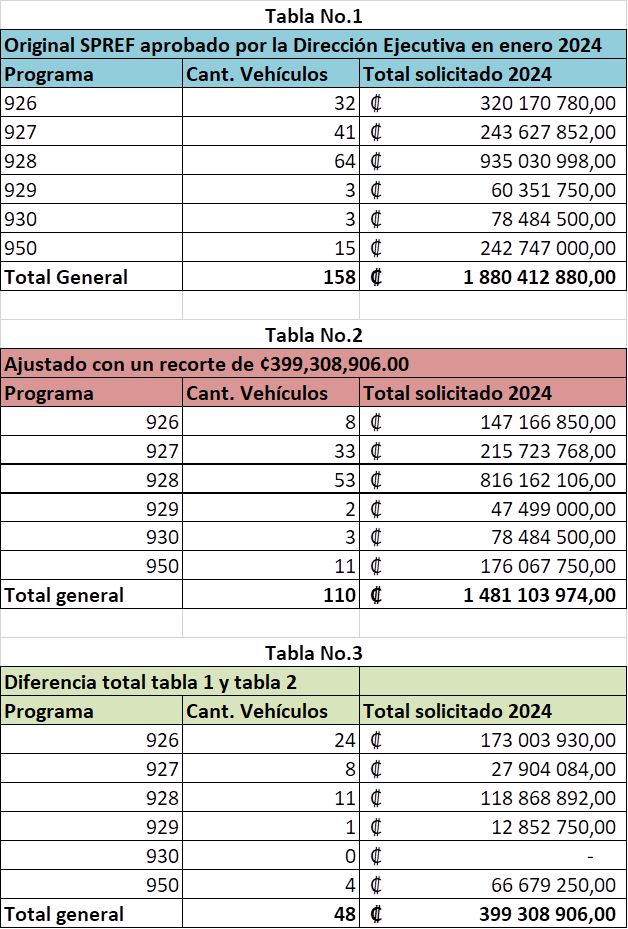 Tabla No.1
Original SPREF aprobado por la Dirección Ejecutiva en enero 2024
Programa Cant. Vehículos Total solicitado 2024
926 32 ₡ 320 170 780,00
927 41 ₡ 243 627 852,00
928 64 ₡ 935 030 998,00
929 3 ₡ 60 351 750,00
930 3 ₡ 78 484 500,00
950 15 ₡ 242 747 000,00
Total General 158 ₡ 1 880 412 880,00
Tabla No.2
Ajustado con un recorte de ¢399,308,906.00
Programa Cant. Vehículos Total solicitado 2024
926 8 ₡ 147 166 850,00
927 33 ₡ 215 723 768,00
928 53 ₡ 816 162 106,00
929 2 ₡ 47 499 000,00
930 3 ₡ 78 484 500,00
950 11 ₡ 176 067 750,00
Total general 110 ₡ 1 481 103 974,00
Tabla No.3
Diferencia total tabla 1 y tabla 2
Programa Cant. Vehículos Total solicitado 2024
926 24 ₡ 173 003 930,00
927 8 ₡ 27 904 084,00
928 11 ₡ 118 868 892,00
929 1 ₡ 12 852 750,00
930 0 ₡ -
950 4 ₡ 66 679 250,00
Total general 48 ₡ 399 308 906,00